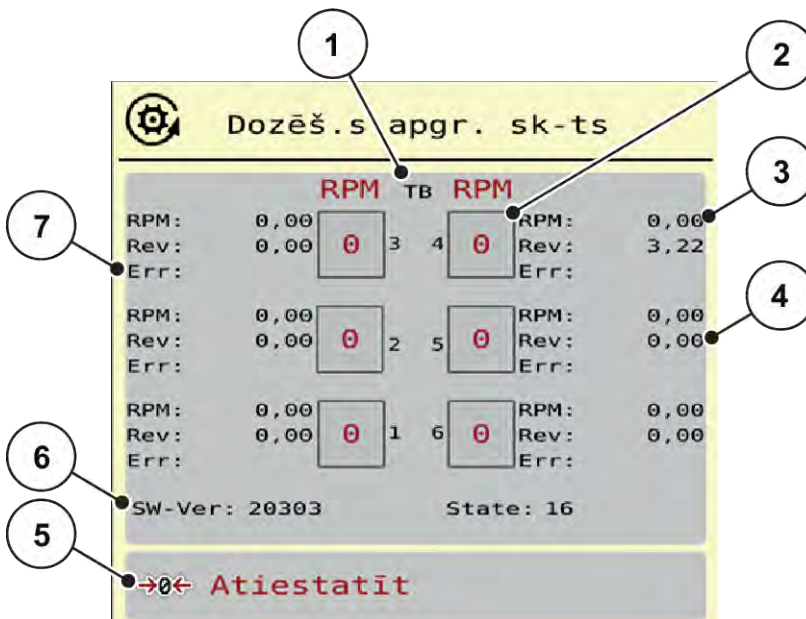 1
2
Dozēš.s apgr. sk-ts
3
RPM TB RPM
7
RPM: 0,00 0 3 4 0 RPM: 0,00
Rev: 0,00 Rev: 3,22
Err: Err:
4
RPM: 0,00 0 2 5 0 RPM: 0,00
Rev: 0,00 Rev: 0,00
Err: Err:
RPM: 0,00 0 1 6 0 RPM: 0,00
Rev: 0,00 Rev: 0,00
Err: Err:
6
SW-Ver: 20303 State: 16
5
→0← Atiestatīt